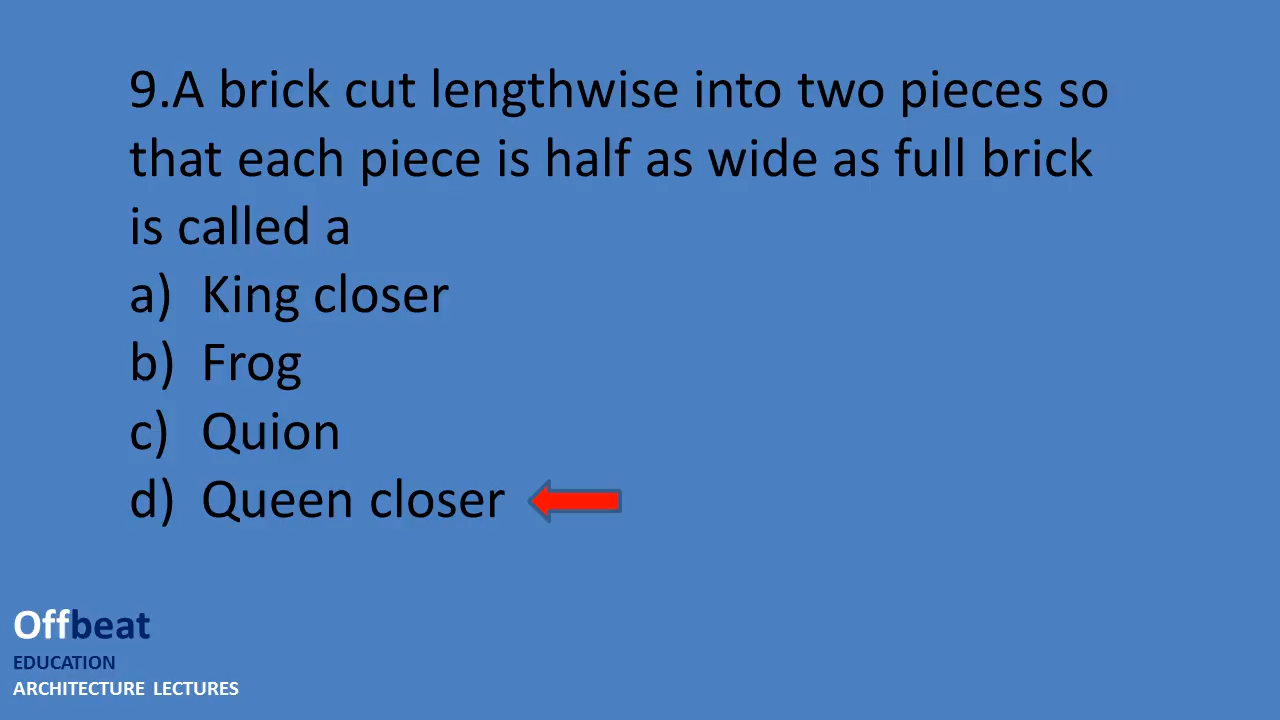 9.A brick cut lengthwise into two pieces so
that each piece is half as wide as full brick
is called a
a) King closer
b) Frog
c) Quion
d) Queen closer
Offbeat
EDUCATION
ARCHITECTURE LECTURES